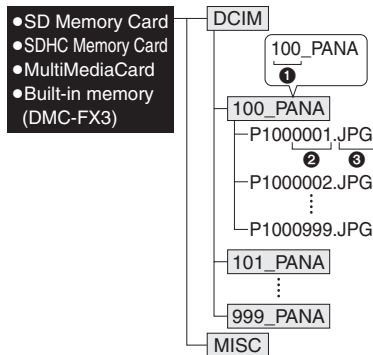 ●SD Memory Card
●SDHC Memory Card
●MultiMediaCard
●Built-in memory
(DMC-FX3)
DCIM
100_PANA
❶
100_PANA
P1000001.JPG
❷ ❸
P1000002.JPG
P1000999.JPG
101_PANA
999_PANA
MISC